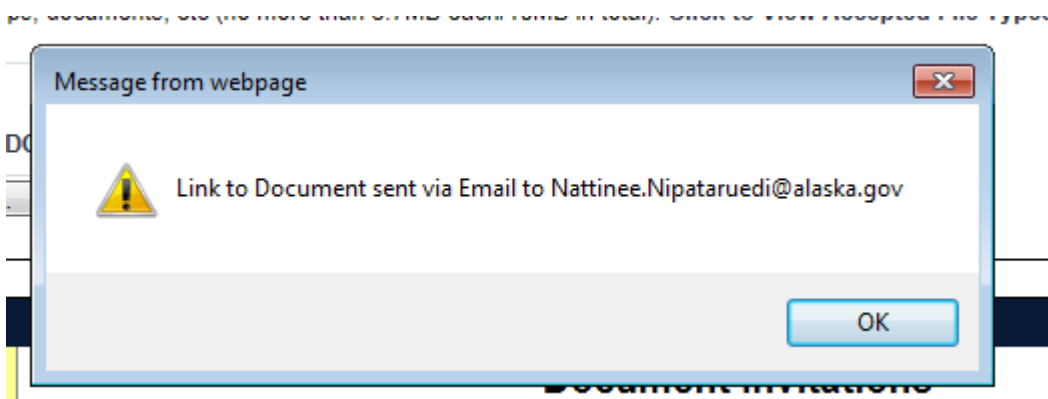 Message from webpage
Link to Document sent via Email to Nattinee.Nipataruedi@alaska.gov
OK